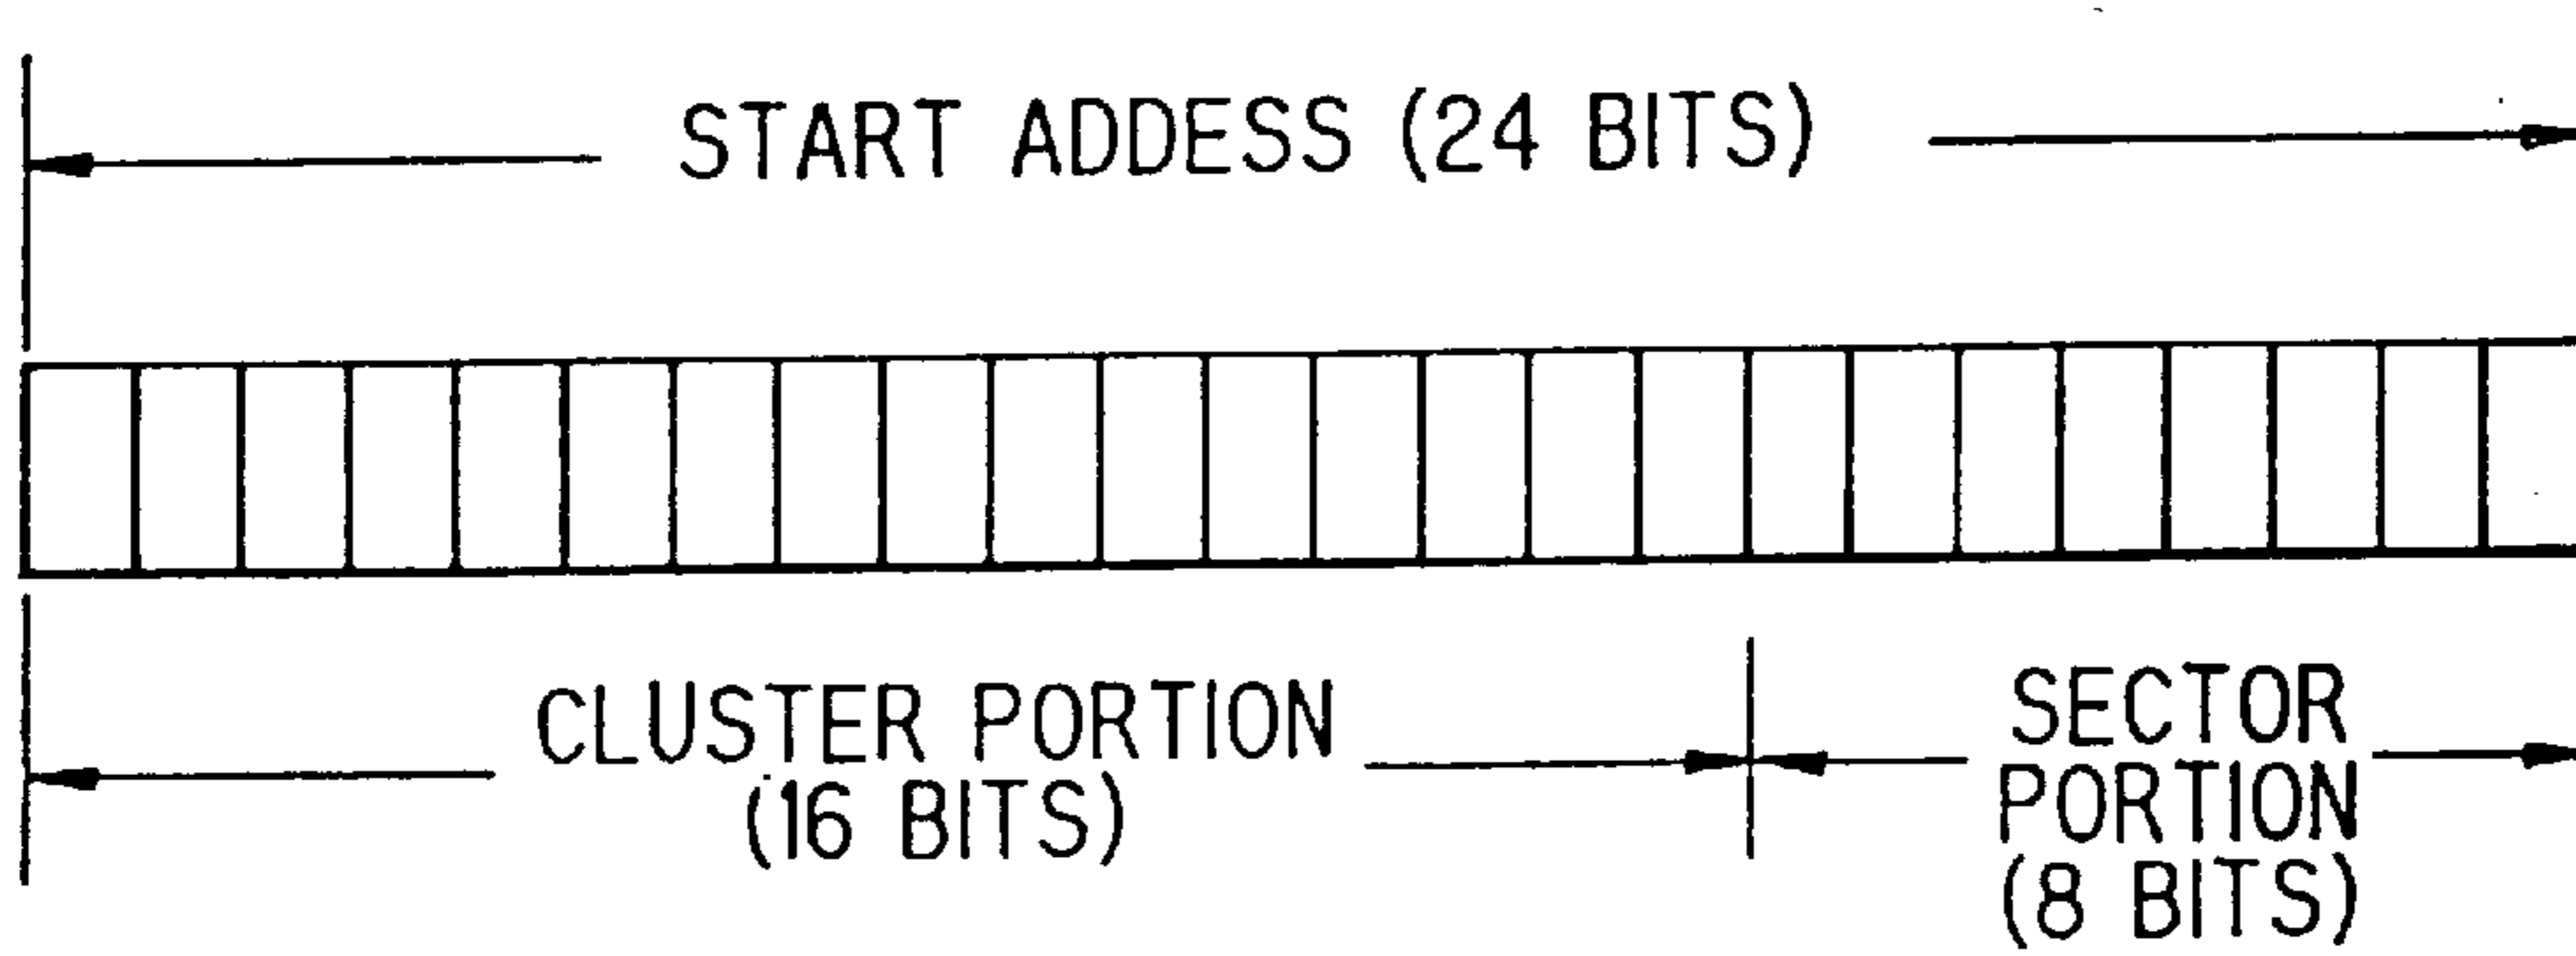 START ADDESS (24 BITS)
CLUSTER PORTION
(16 BITS)
SECTOR
PORTION
(8 BITS)